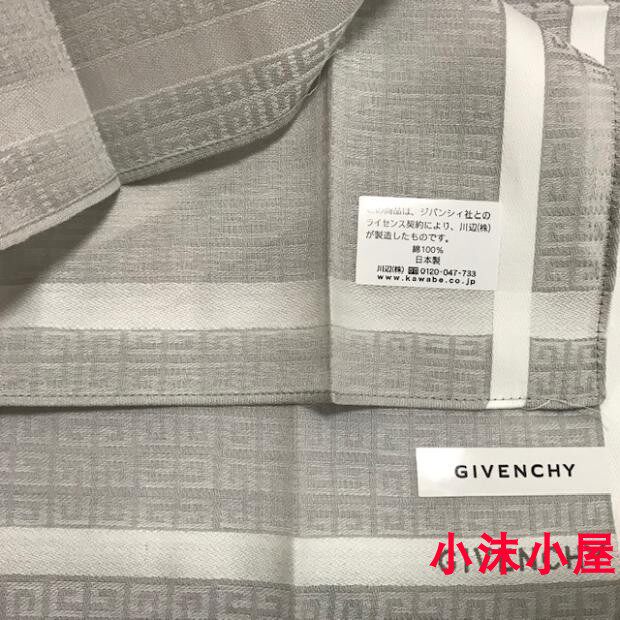 この商品は、ジバンシィ社との
ライセンス契約により、川辺(株)
が製造したものです。
綿100%
日本製
川辺(株) 0120-047-733
www.kawabe.co.jp
GIVENCHY
小沫小屋
GIVENCHY